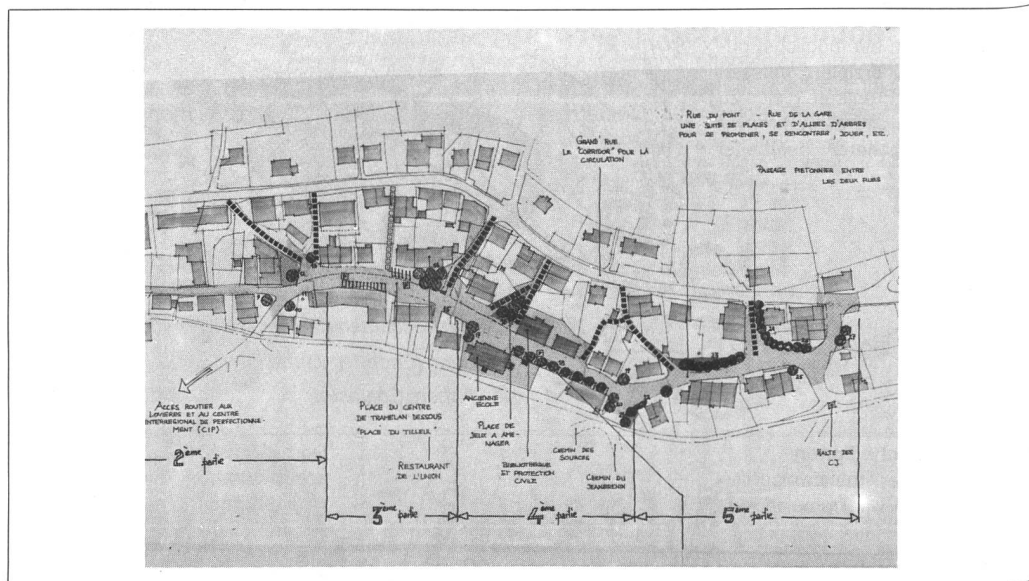 RUE DU PONT - RUE DE LA GARE
UNE SUITE DE PLACES ET D'ALLEES D'ARBRES
POUR SE PROMENER, SE RENCONTRER, JOUER, ETC.
GRAND' RUE
LE "CORRIDOR" POUR LA
CIRCULATION
PASSAGE PIETONNIER ENTRE
LES DEUX RUES
ACCES ROUTIER AUX
LOVIERES ET AU CENTRE
INTERREGIONAL DE PERFECTIONNE-
MENT (CIP)
PLACE DU CENTRE
DE TRAMELAN DESSOUS
"PLACE DU TILLEUL"
RESTAURANT
DE L'UNION
ANCIENNE
ECOLE
PLACE DE
JEUX A AME-
NAGER
BIBLIOTHEQUE
ET PROTECTION
CIVILE
CHEMIN DES
SOURCES
CHEMIN DU
JEANBRENIN
HALTE DES
CJ
2ème partie
3ème partie
4ème partie
5ème partie